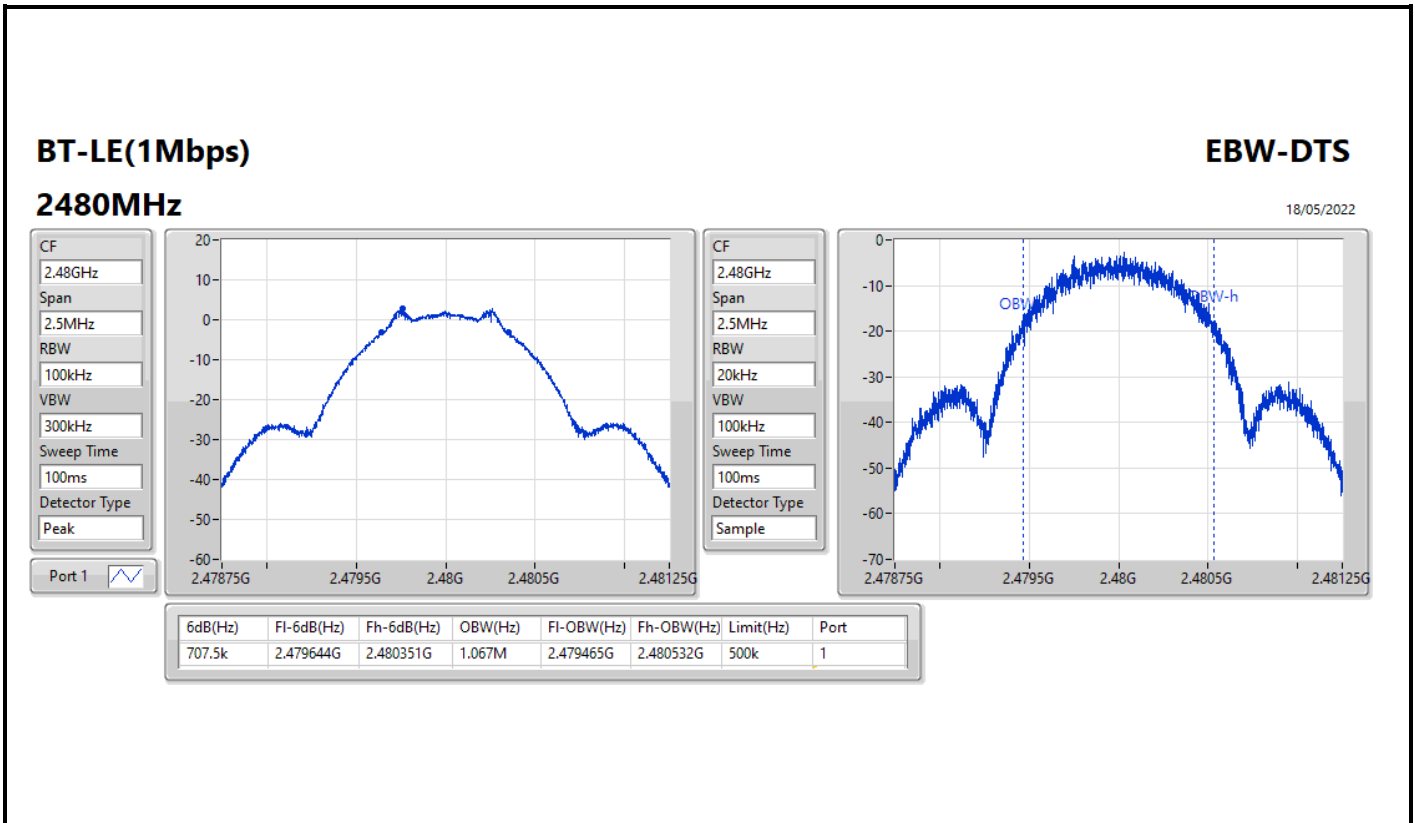 BT-LE(1Mbps)
EBW-DTS
2480MHz
18/05/2022
CF
2.48GHz
Span
2.5MHz
RBW
100kHz
VBW
300kHz
Sweep Time
100ms
Detector Type
Peak
Port 1
20
10
0
-10
-20
-30
-40
-50
-60
2.47875G 2.4795G 2.48G 2.4805G 2.48125G
CF
2.48GHz
Span
2.5MHz
RBW
20kHz
VBW
100kHz
Sweep Time
100ms
Detector Type
Sample
0
-10
-20
-30
-40
-50
-60
-70
OBW-h
2.47875G 2.4795G 2.48G 2.4805G 2.48125G
6dB(Hz) Fl-6dB(Hz) Fh-6dB(Hz) OBW(Hz) Fl-OBW(Hz) Fh-OBW(Hz) Limit(Hz) Port
707.5k 2.479644G 2.480351G 1.067M 2.479465G 2.480532G 500k 1